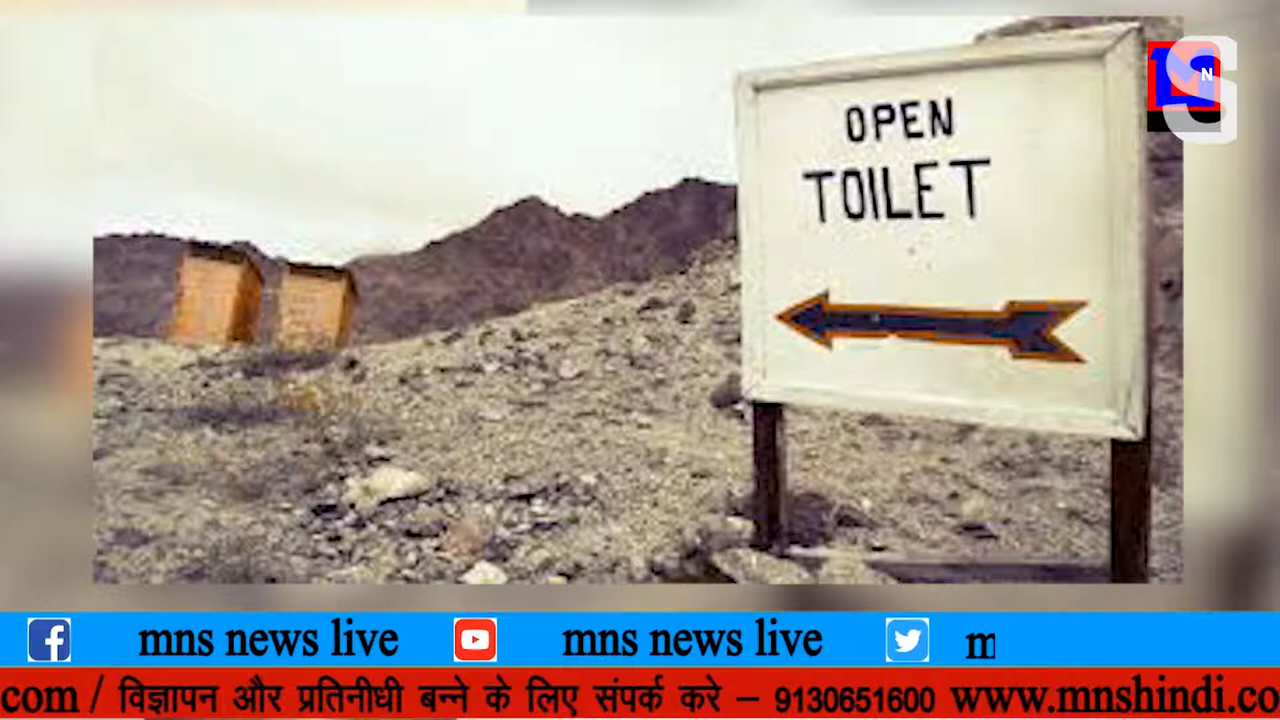 OPEN
TOILET
S
N
mns news live mns news live m
com / विज्ञापन और प्रतिनीधी बन्ने के लिए संपर्क करे – 9130651600 www.mnshindi.co